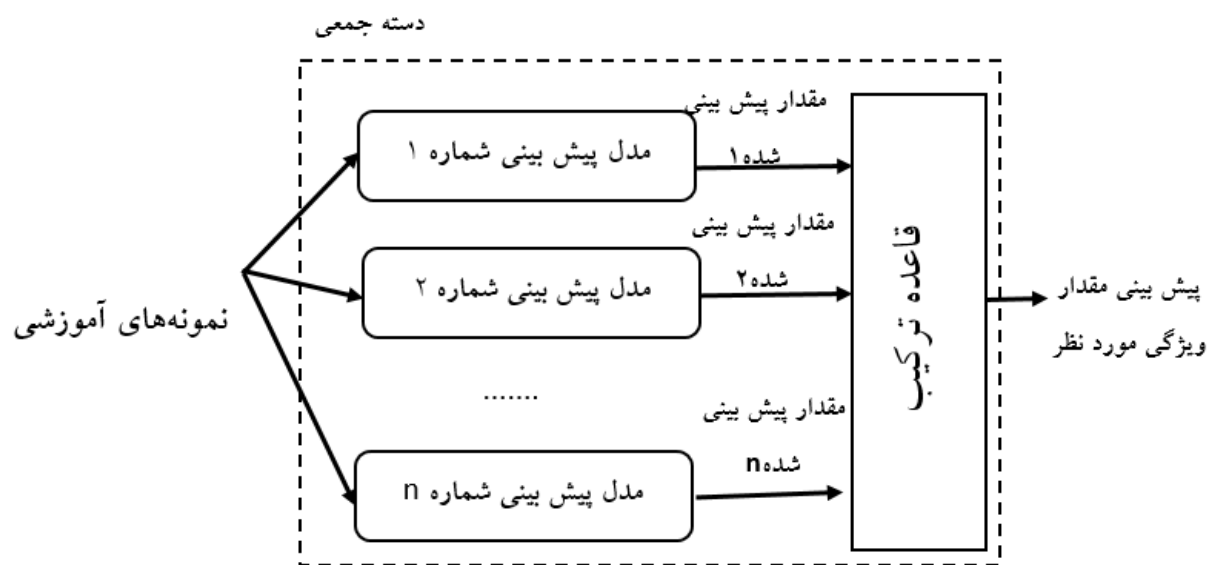 دسته جمعی
نمونه‌های آموزشی
مدل پیش بینی شماره ۱
مقدار پیش بینی
شده۱
مدل پیش بینی شماره ۲
مقدار پیش بینی
شده۲
.......
مدل پیش بینی شماره n
مقدار پیش بینی
شدهn
قاعده ترکیب
پیش بینی مقدار
ویژگی مورد نظر